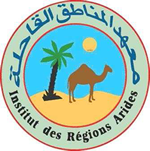 معهد المناطق القاحلة
Institut des Régions Arides